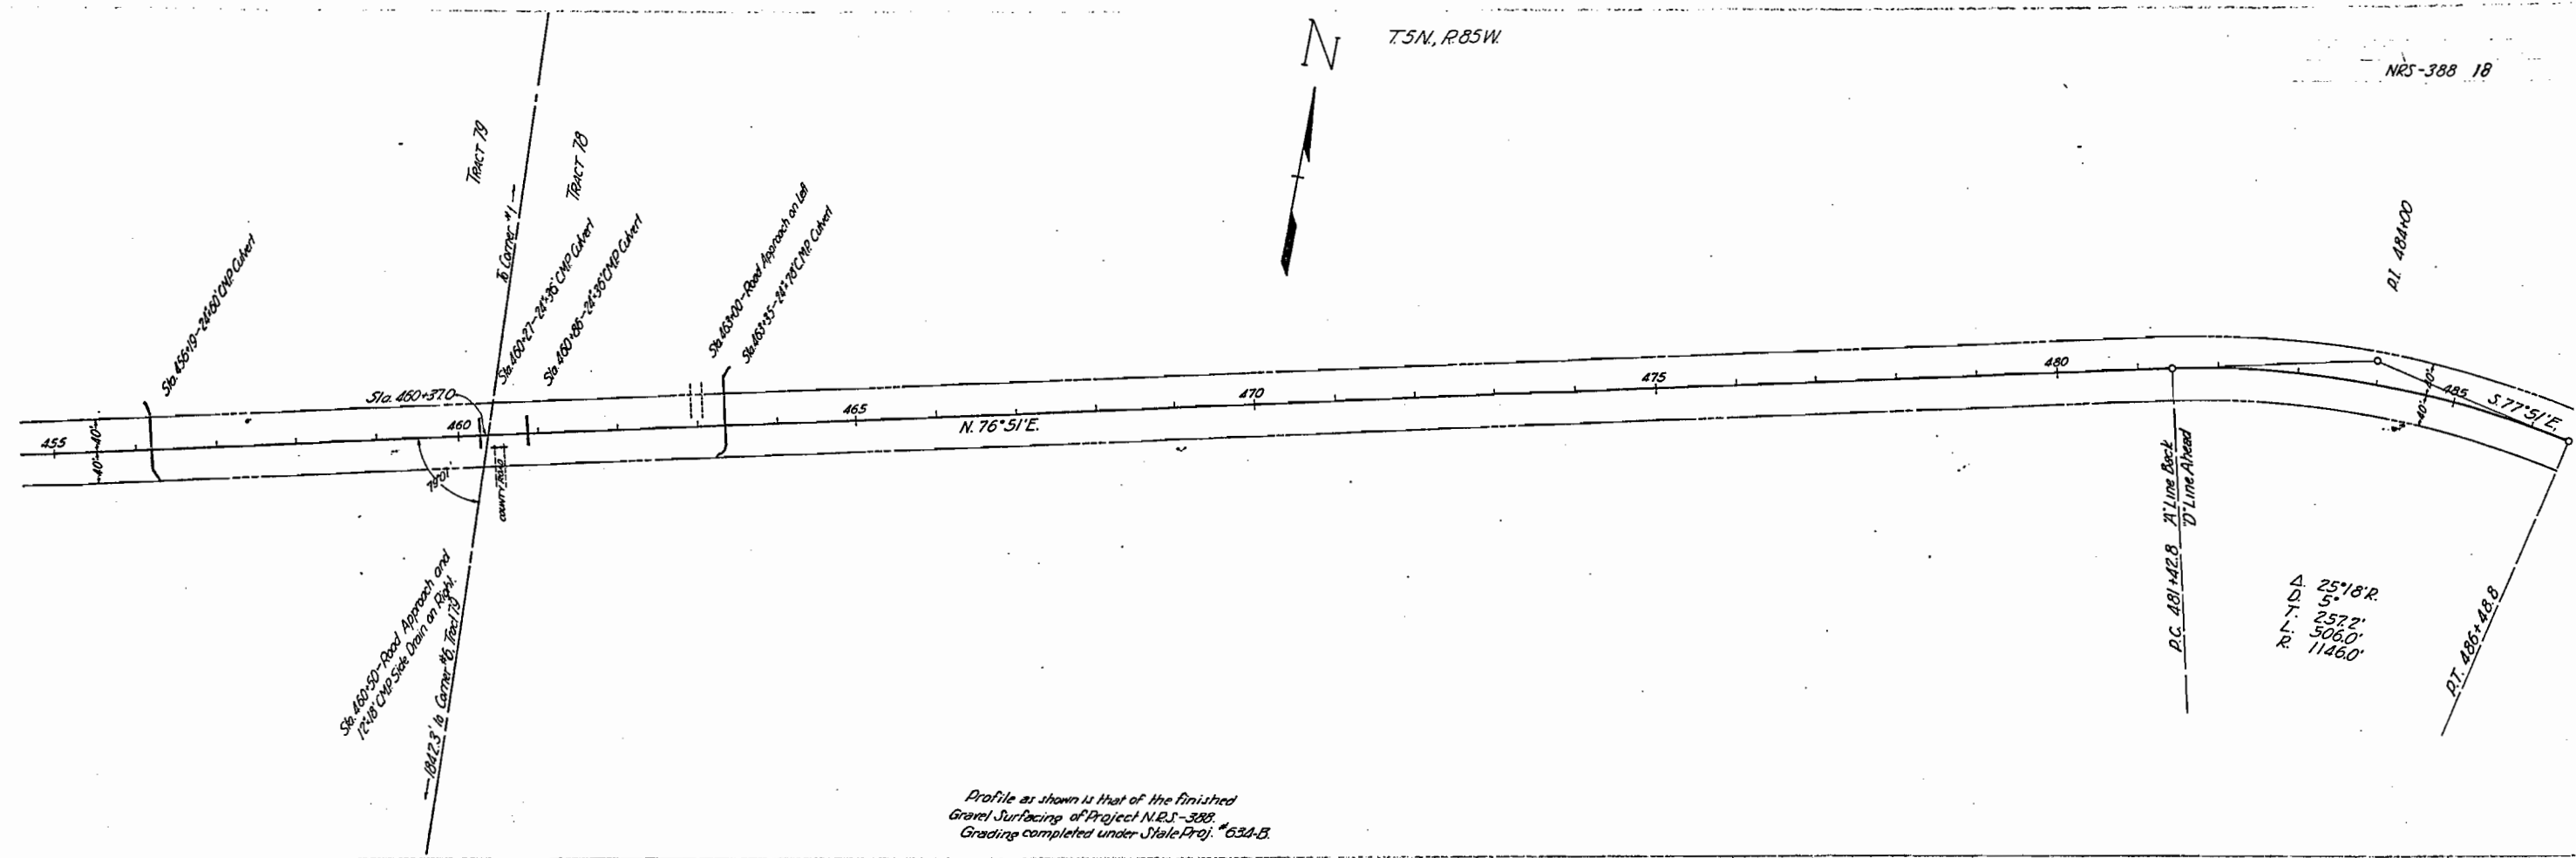 N
T.5N., R.85W.
NRS-388 18
TRACT 79
TRACT 78
To Corner #1
Sta. 456+19-24"x60' CMP. Culvert
Sta. 460+27-24"x36' CMP. Culvert
Sta. 460+86-24"x36' CMP. Culvert
Sta. 463+00-Road Approach on Left
Sta. 463+35-24"x78' C.M.P. Culvert
P.I. 484+00
Sta. 460+37.0
455
40'
40'
460
465
470
475
480
485
40'
40'
N. 76°51'E.
S. 77°51'E.
79°01'
COUNTY ROAD
Sta. 460+50-Road Approach and
12"x18' CMP. Side Drain on Right.
1842.3' to Corner #6, Tract 79
P.C. 481+42.8
"A" Line Back
"D" Line Ahead
Δ. 25°18'R.
D. 5°
T. 257.2'
L. 506.0'
R. 1146.0'
P.T. 486+48.8
Profile as shown is that of the finished
Gravel Surfacing of Project N.R.S.-388.
Grading completed under State Proj. #634-B.